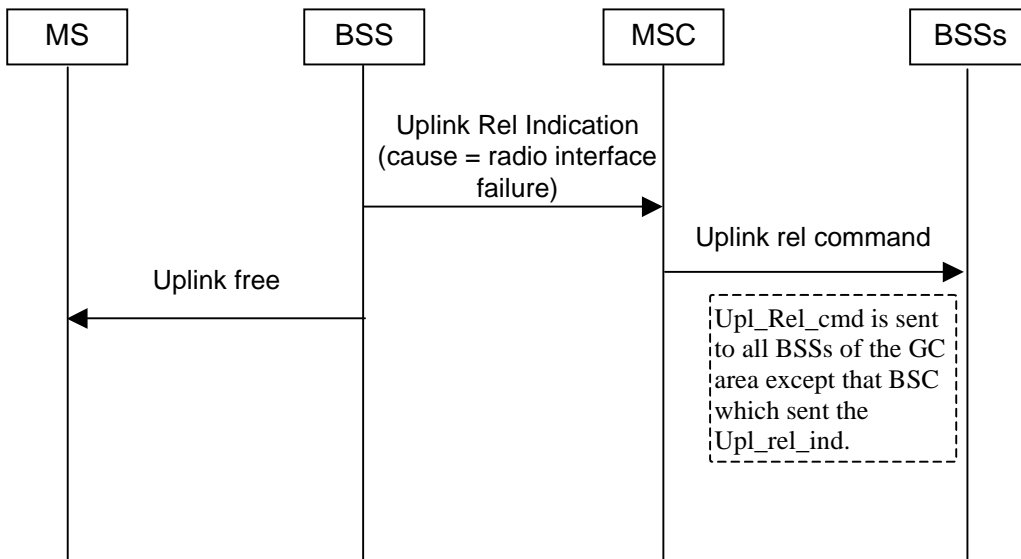 MS
BSS
MSC
BSSs
Uplink Rel Indication
(cause = radio interface
failure)
Uplink rel command
Uplink free
Upl_Rel_cmd is sent
to all BSSs of the GC
area except that BSC
which sent the
Upl_rel_ind.